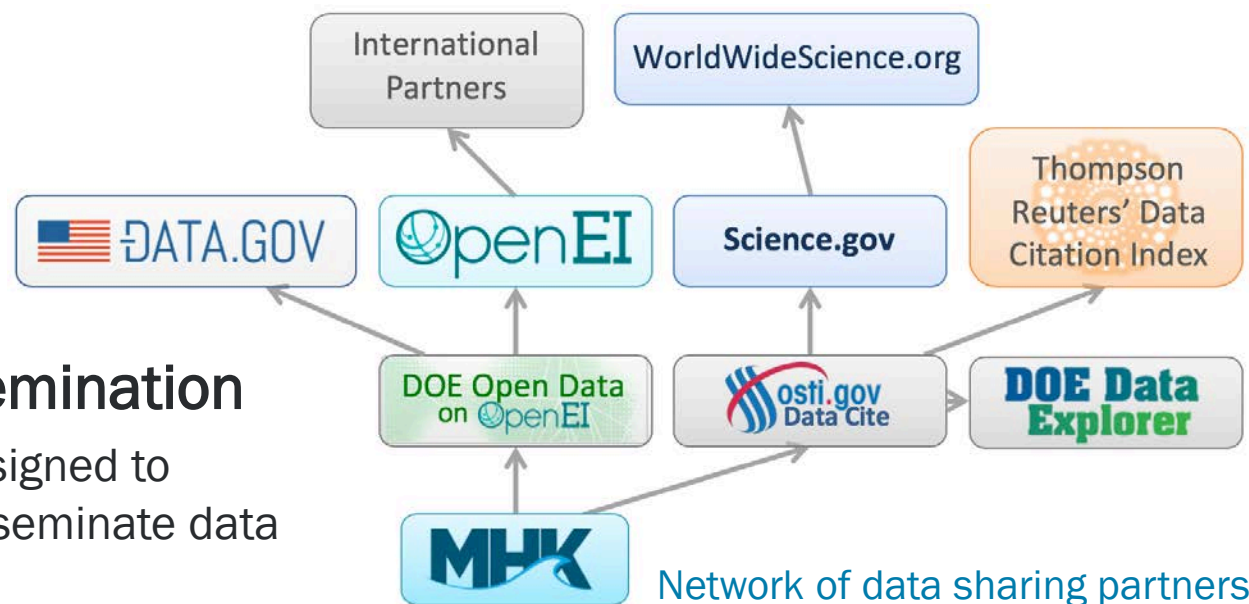 International
Partners
WorldWideScience.org
DATA.GOV
OpenEI
Science.gov
Thompson
Reuters’ Data
Citation Index
emination
signed to
seminate data
DOE Open Data
on OpenEI
osti.gov
Data Cite
DOE Data
Explorer
MHK
Network of data sharing partners